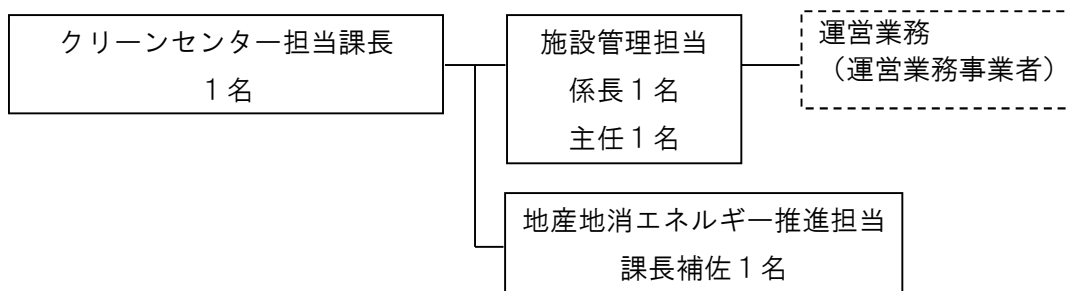 クリーンセンター担当課長
１名
施設管理担当
係長１名
主任１名
運営業務
（運営業務事業者）
地産地消エネルギー推進担当
課長補佐１名